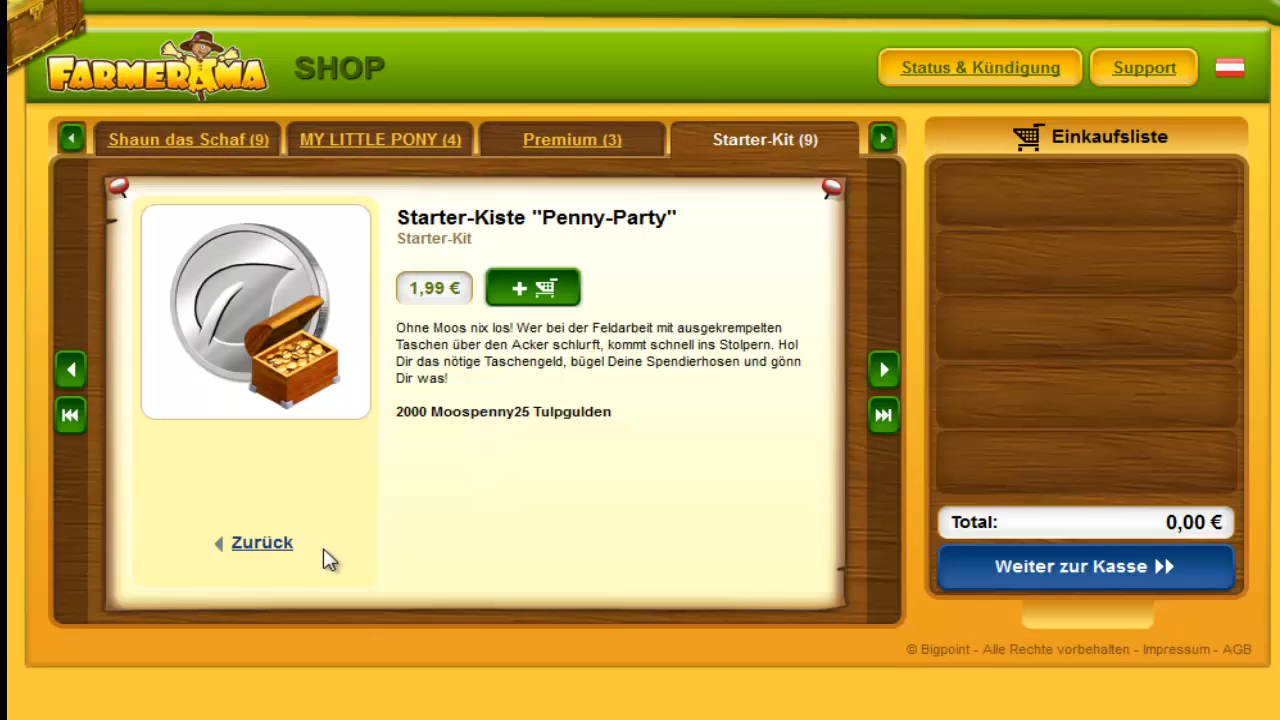 FARMERAMA
SHOP
Status & Kündigung
Support
Shaun das Schaf (9)
MY LITTLE PONY (4)
Premium (3)
Starter-Kit (9)
Einkaufsliste
Starter-Kiste "Penny-Party"
Starter-Kit
1,99 €
Ohne Moos nix los! Wer bei der Feldarbeit mit ausgekrempelten
Taschen über den Acker schlurft, kommt schnell ins Stolpern. Hol
Dir das nötige Taschengeld, bügel Deine Spendierhosen und gönn
Dir was!
2000 Moospenny25 Tulpgulden
Zurück
Total: 0,00 €
Weiter zur Kasse
© Bigpoint - Alle Rechte vorbehalten - Impressum - AGB